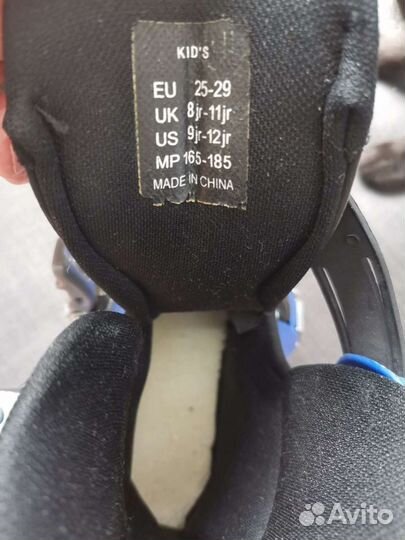 KID'S
EU 25-29
UK 8jr-11jr
US 9jr-12jr
MP 165-185
MADE IN CHINA
Avito